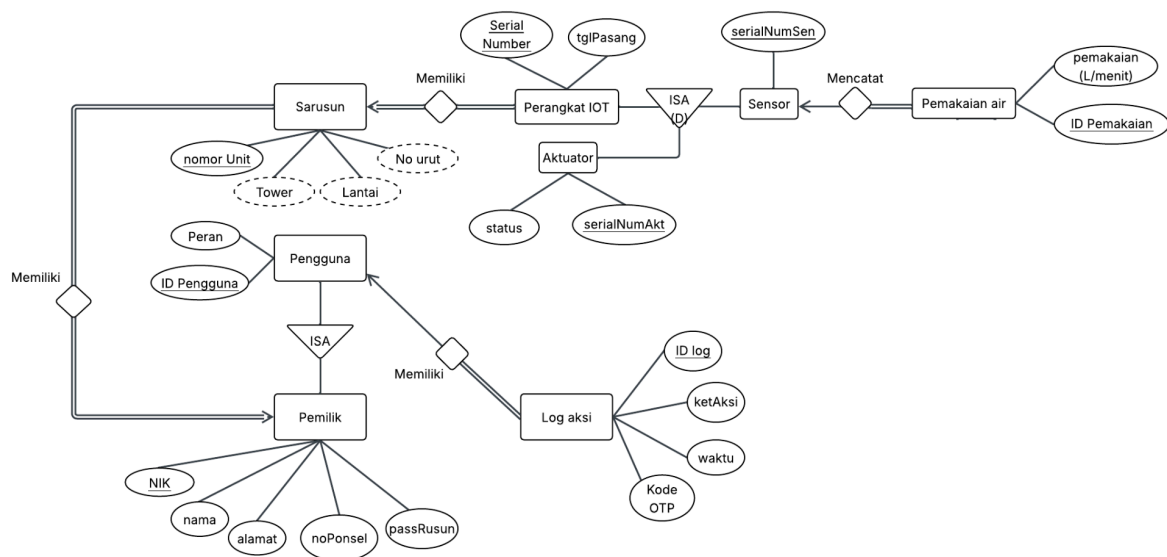 Serial
Number
tglPasang
serialNumSen
Memiliki
Mencatat
pemakaian
(L/menit)
Sarusun
Perangkat IOT
ISA
(D)
Sensor
Pemakaian air
ID Pemakaian
nomor Unit
No urut
Tower
Lantai
Aktuator
status
serialNumAkt
Peran
Pengguna
ID Pengguna
Memiliki
ISA
Memiliki
ID log
ketAksi
Pemilik
Log aksi
waktu
Kode
OTP
NIK
nama
alamat
noPonsel
passRusun